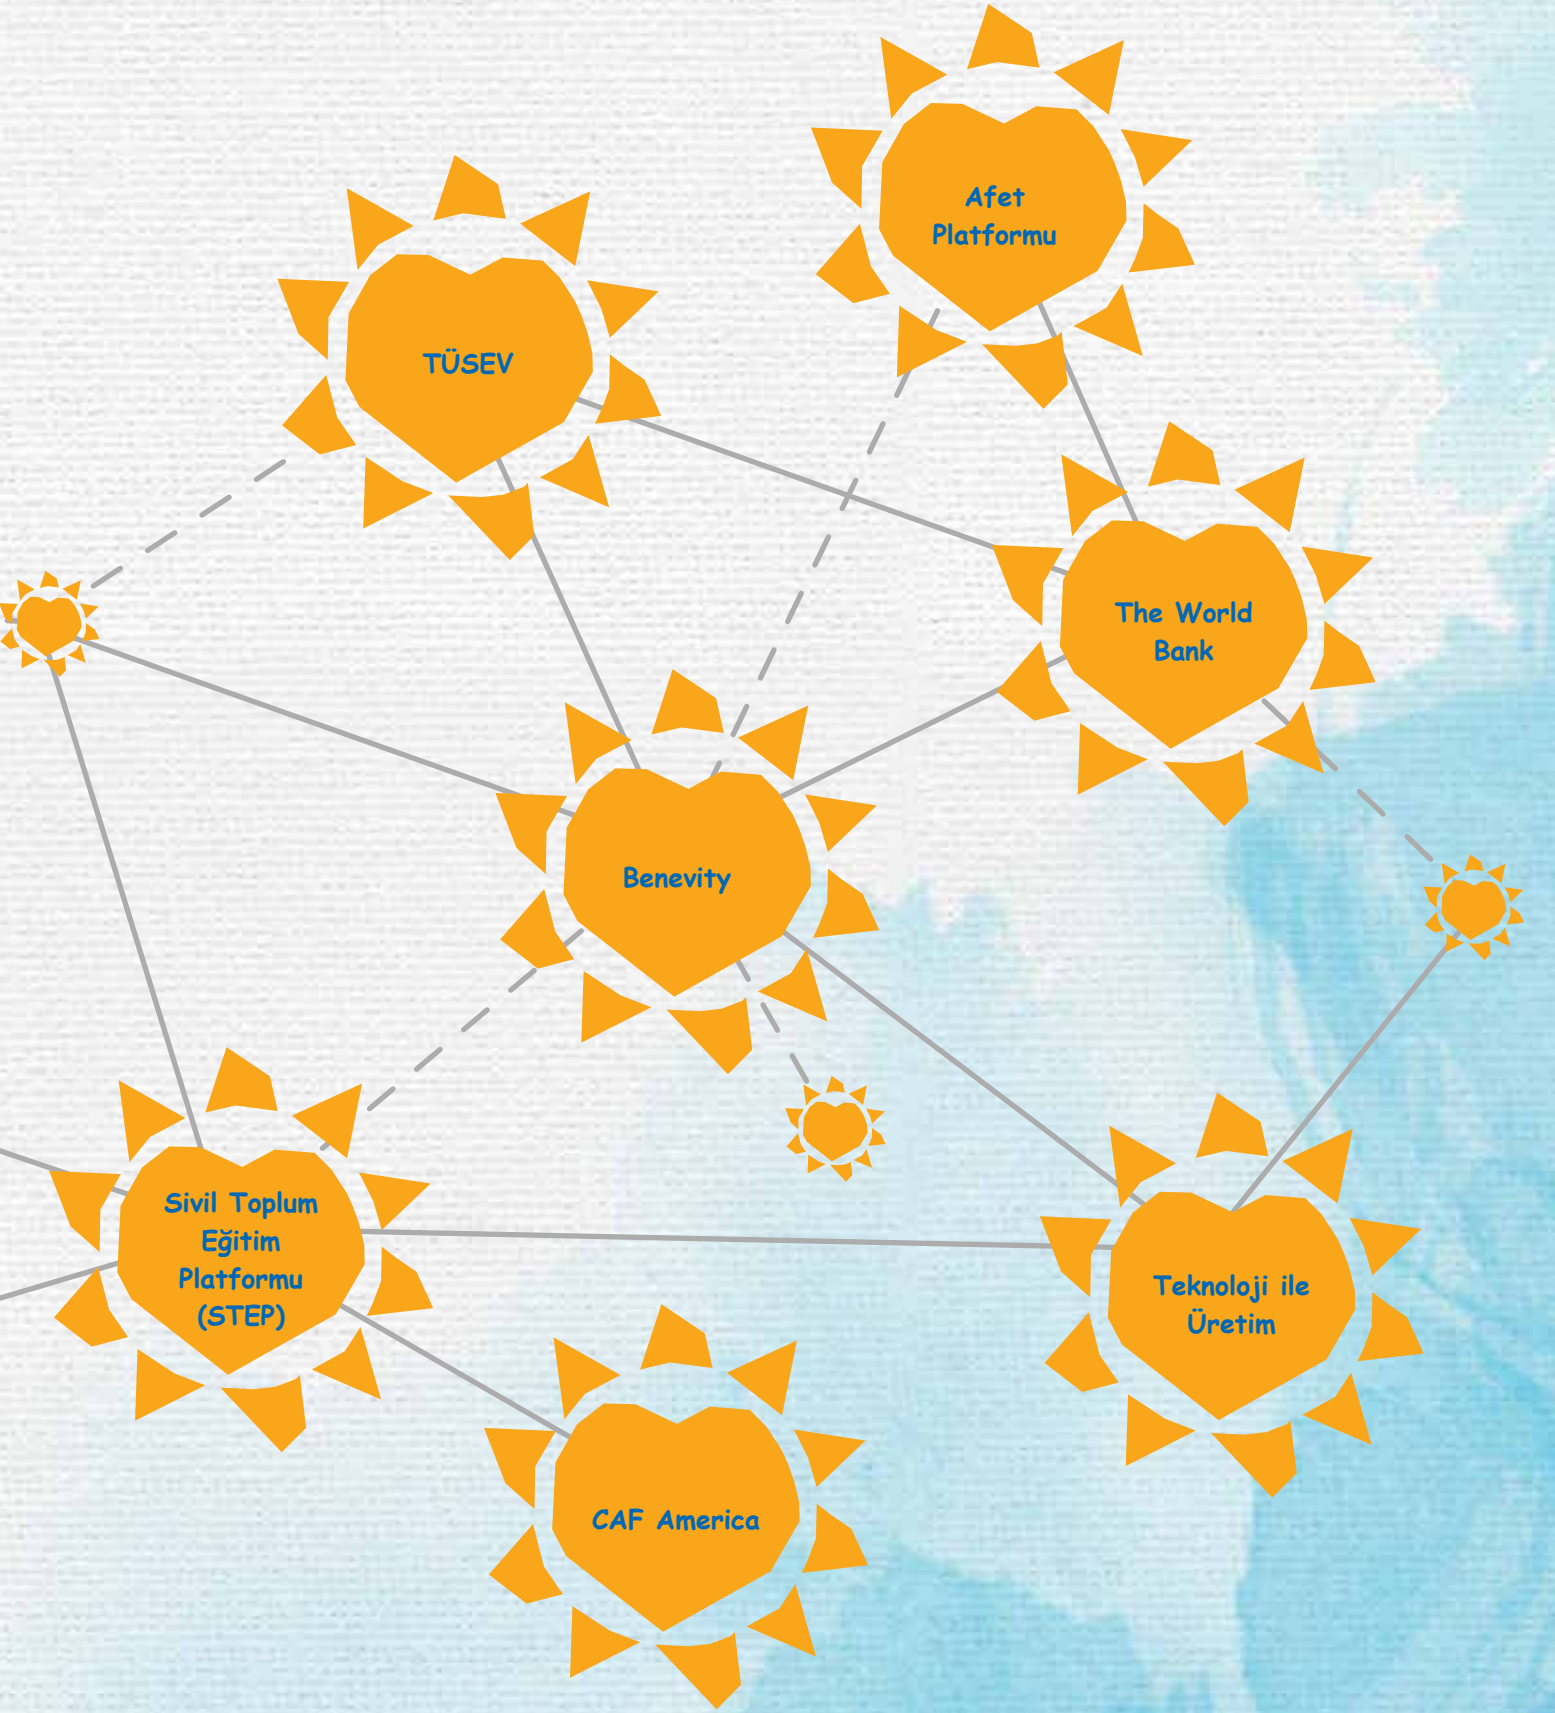 Afet
Platformu
TÜSEV
The World
Bank
Benevity
Sivil Toplum
Eğitim
Platformu
(STEP)
Teknoloji ile
Üretim
CAF America